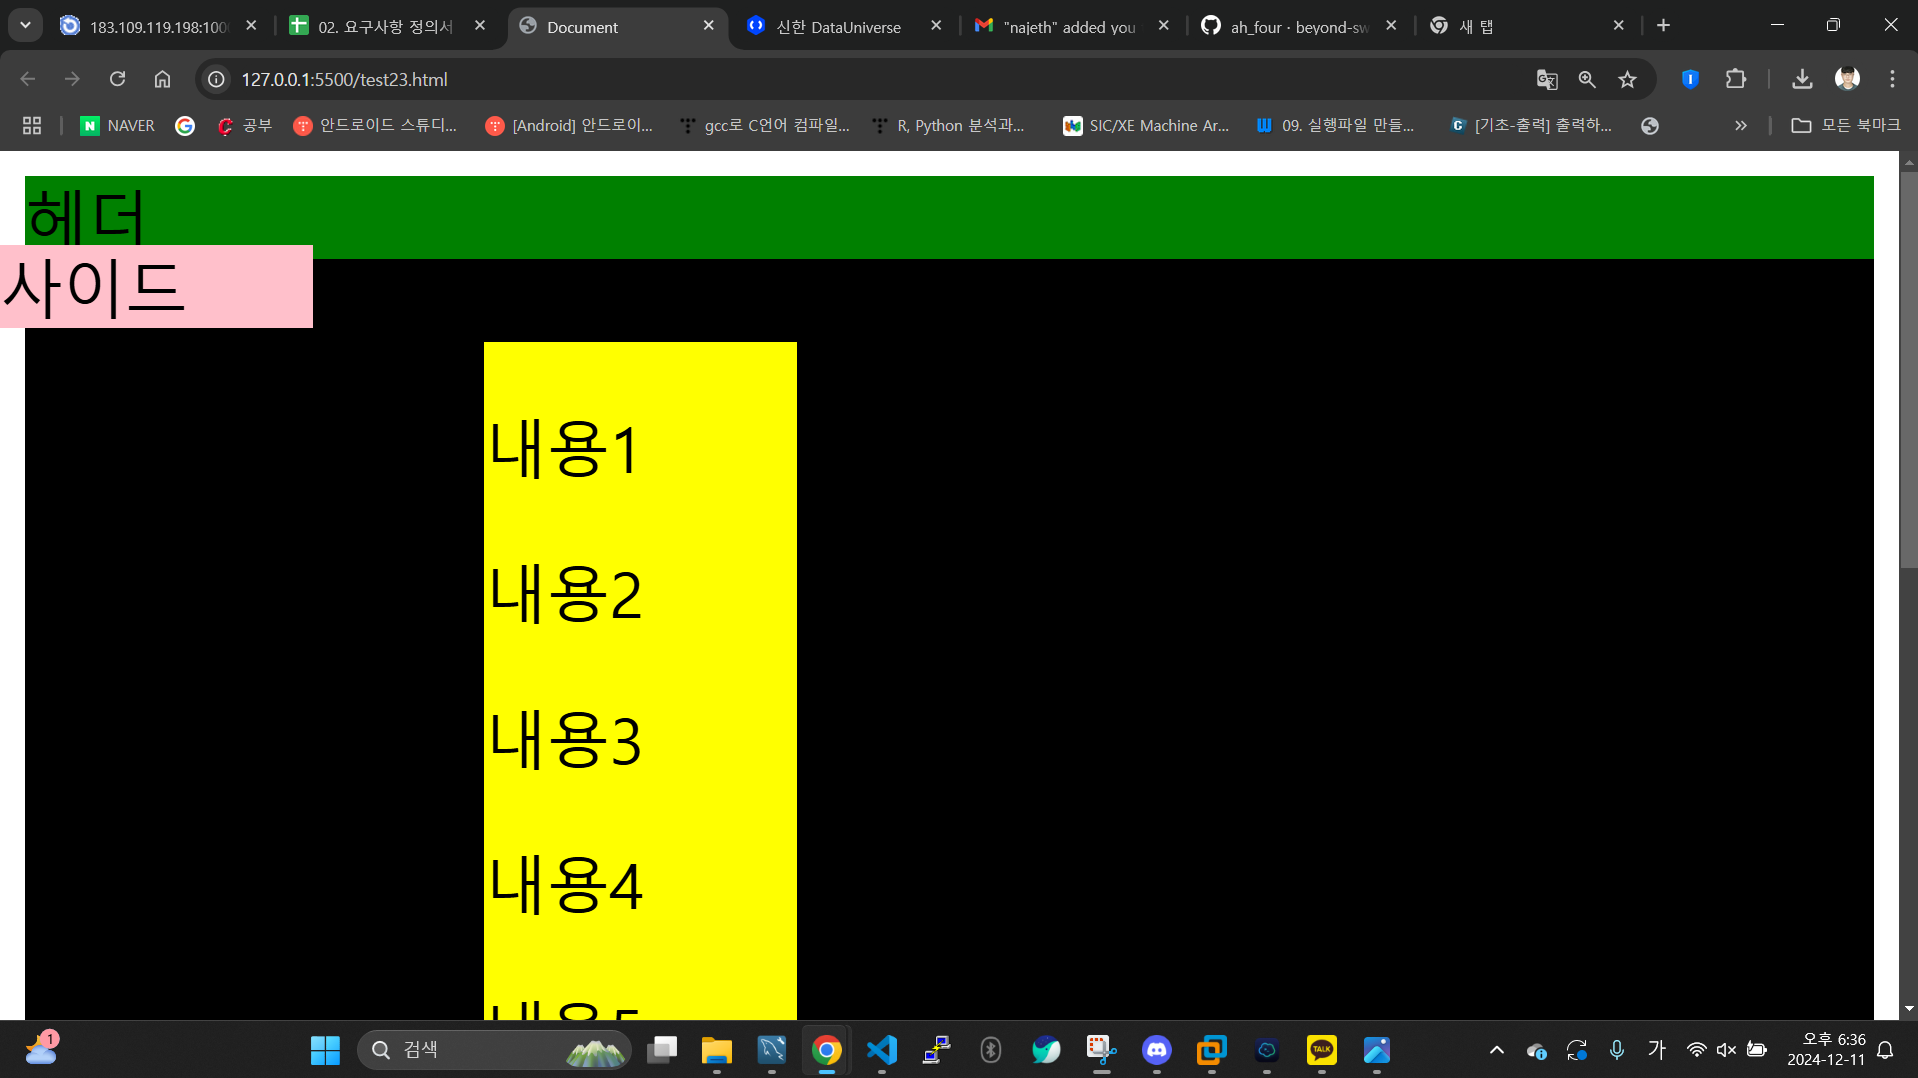 183.109.119.198:100
02. 요구사항 정의서
Document
신한 DataUniverse
"najeth" added you
ah_four · beyond-sw
새 탭
127.0.0.1:5500/test23.html
NAVER
공부
안드로이드 스튜디...
[Android] 안드로이...
gcc로 C언어 컴파일...
R, Python 분석과...
SIC/XE Machine Ar...
09. 실행파일 만들...
[기초-출력] 출력하...
모든 북마크
헤더
사이드
내용1
내용2
내용3
내용4
내용5
1
검색
TALK
가
오후 6:36
2024-12-11